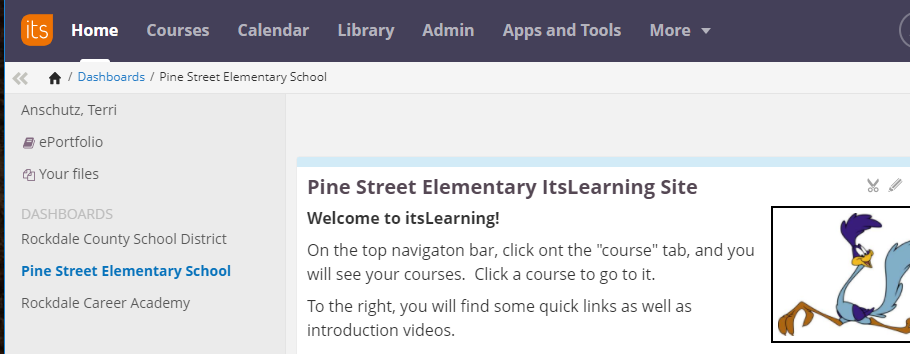 its Home Courses Calendar Library Admin Apps and Tools More
/ Dashboards / Pine Street Elementary School
Anschutz, Terri
ePortfolio
Your files
DASHBOARDS
Rockdale County School District
Pine Street Elementary School
Rockdale Career Academy
Pine Street Elementary ItsLearning Site
Welcome to itsLearning!
On the top navigaton bar, click ont the "course" tab, and you
will see your courses.  Click a course to go to it.
To the right, you will find some quick links as well as
introduction videos.